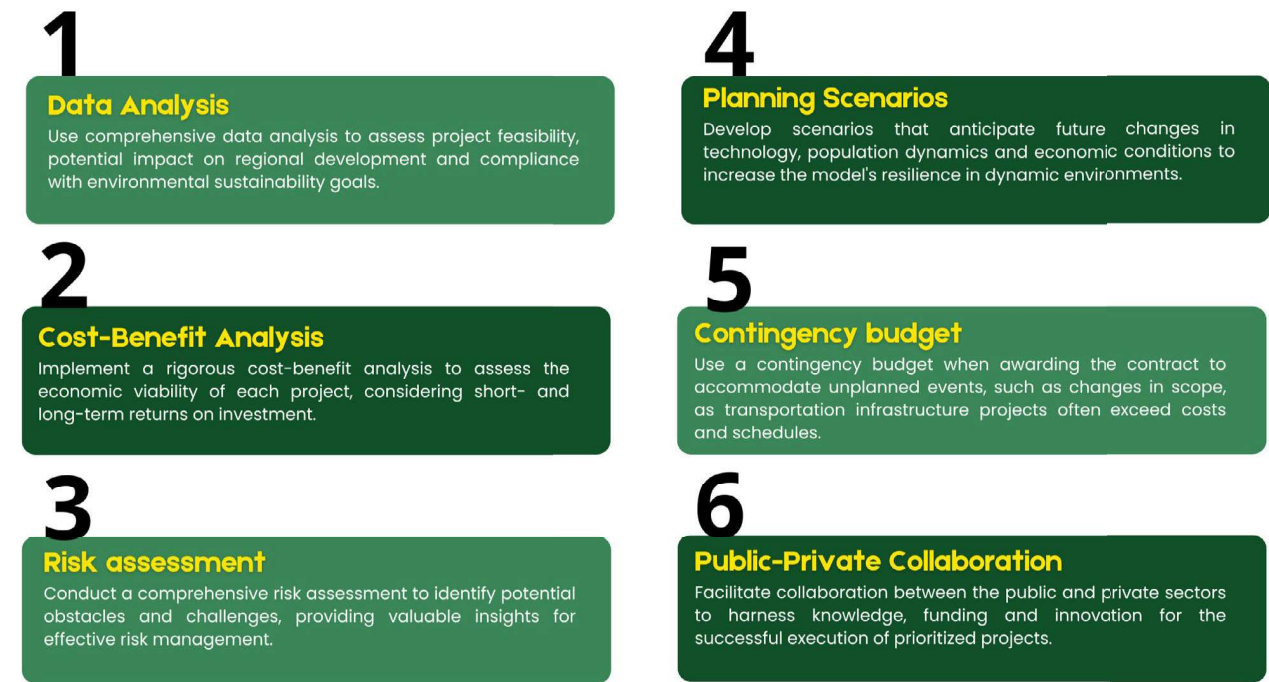 1
Data Analysis
Use comprehensive data analysis to assess project feasibility,
potential impact on regional development and compliance
with environmental sustainability goals.
2
Cost-Benefit Analysis
Implement a rigorous cost-benefit analysis to assess the
economic viability of each project, considering short- and
long-term returns on investment.
3
Risk assessment
Conduct a comprehensive risk assessment to identify potential
obstacles and challenges, providing valuable insights for
effective risk management.
4
Planning Scenarios
Develop scenarios that anticipate future changes in
technology, population dynamics and economic conditions to
increase the model's resilience in dynamic environments.
5
Contingency budget
Use a contingency budget when awarding the contract to
accommodate unplanned events, such as changes in scope,
as transportation infrastructure projects often exceed costs
and schedules.
6
Public-Private Collaboration
Facilitate collaboration between the public and private sectors
to harness knowledge, funding and innovation for the
successful execution of prioritized projects.